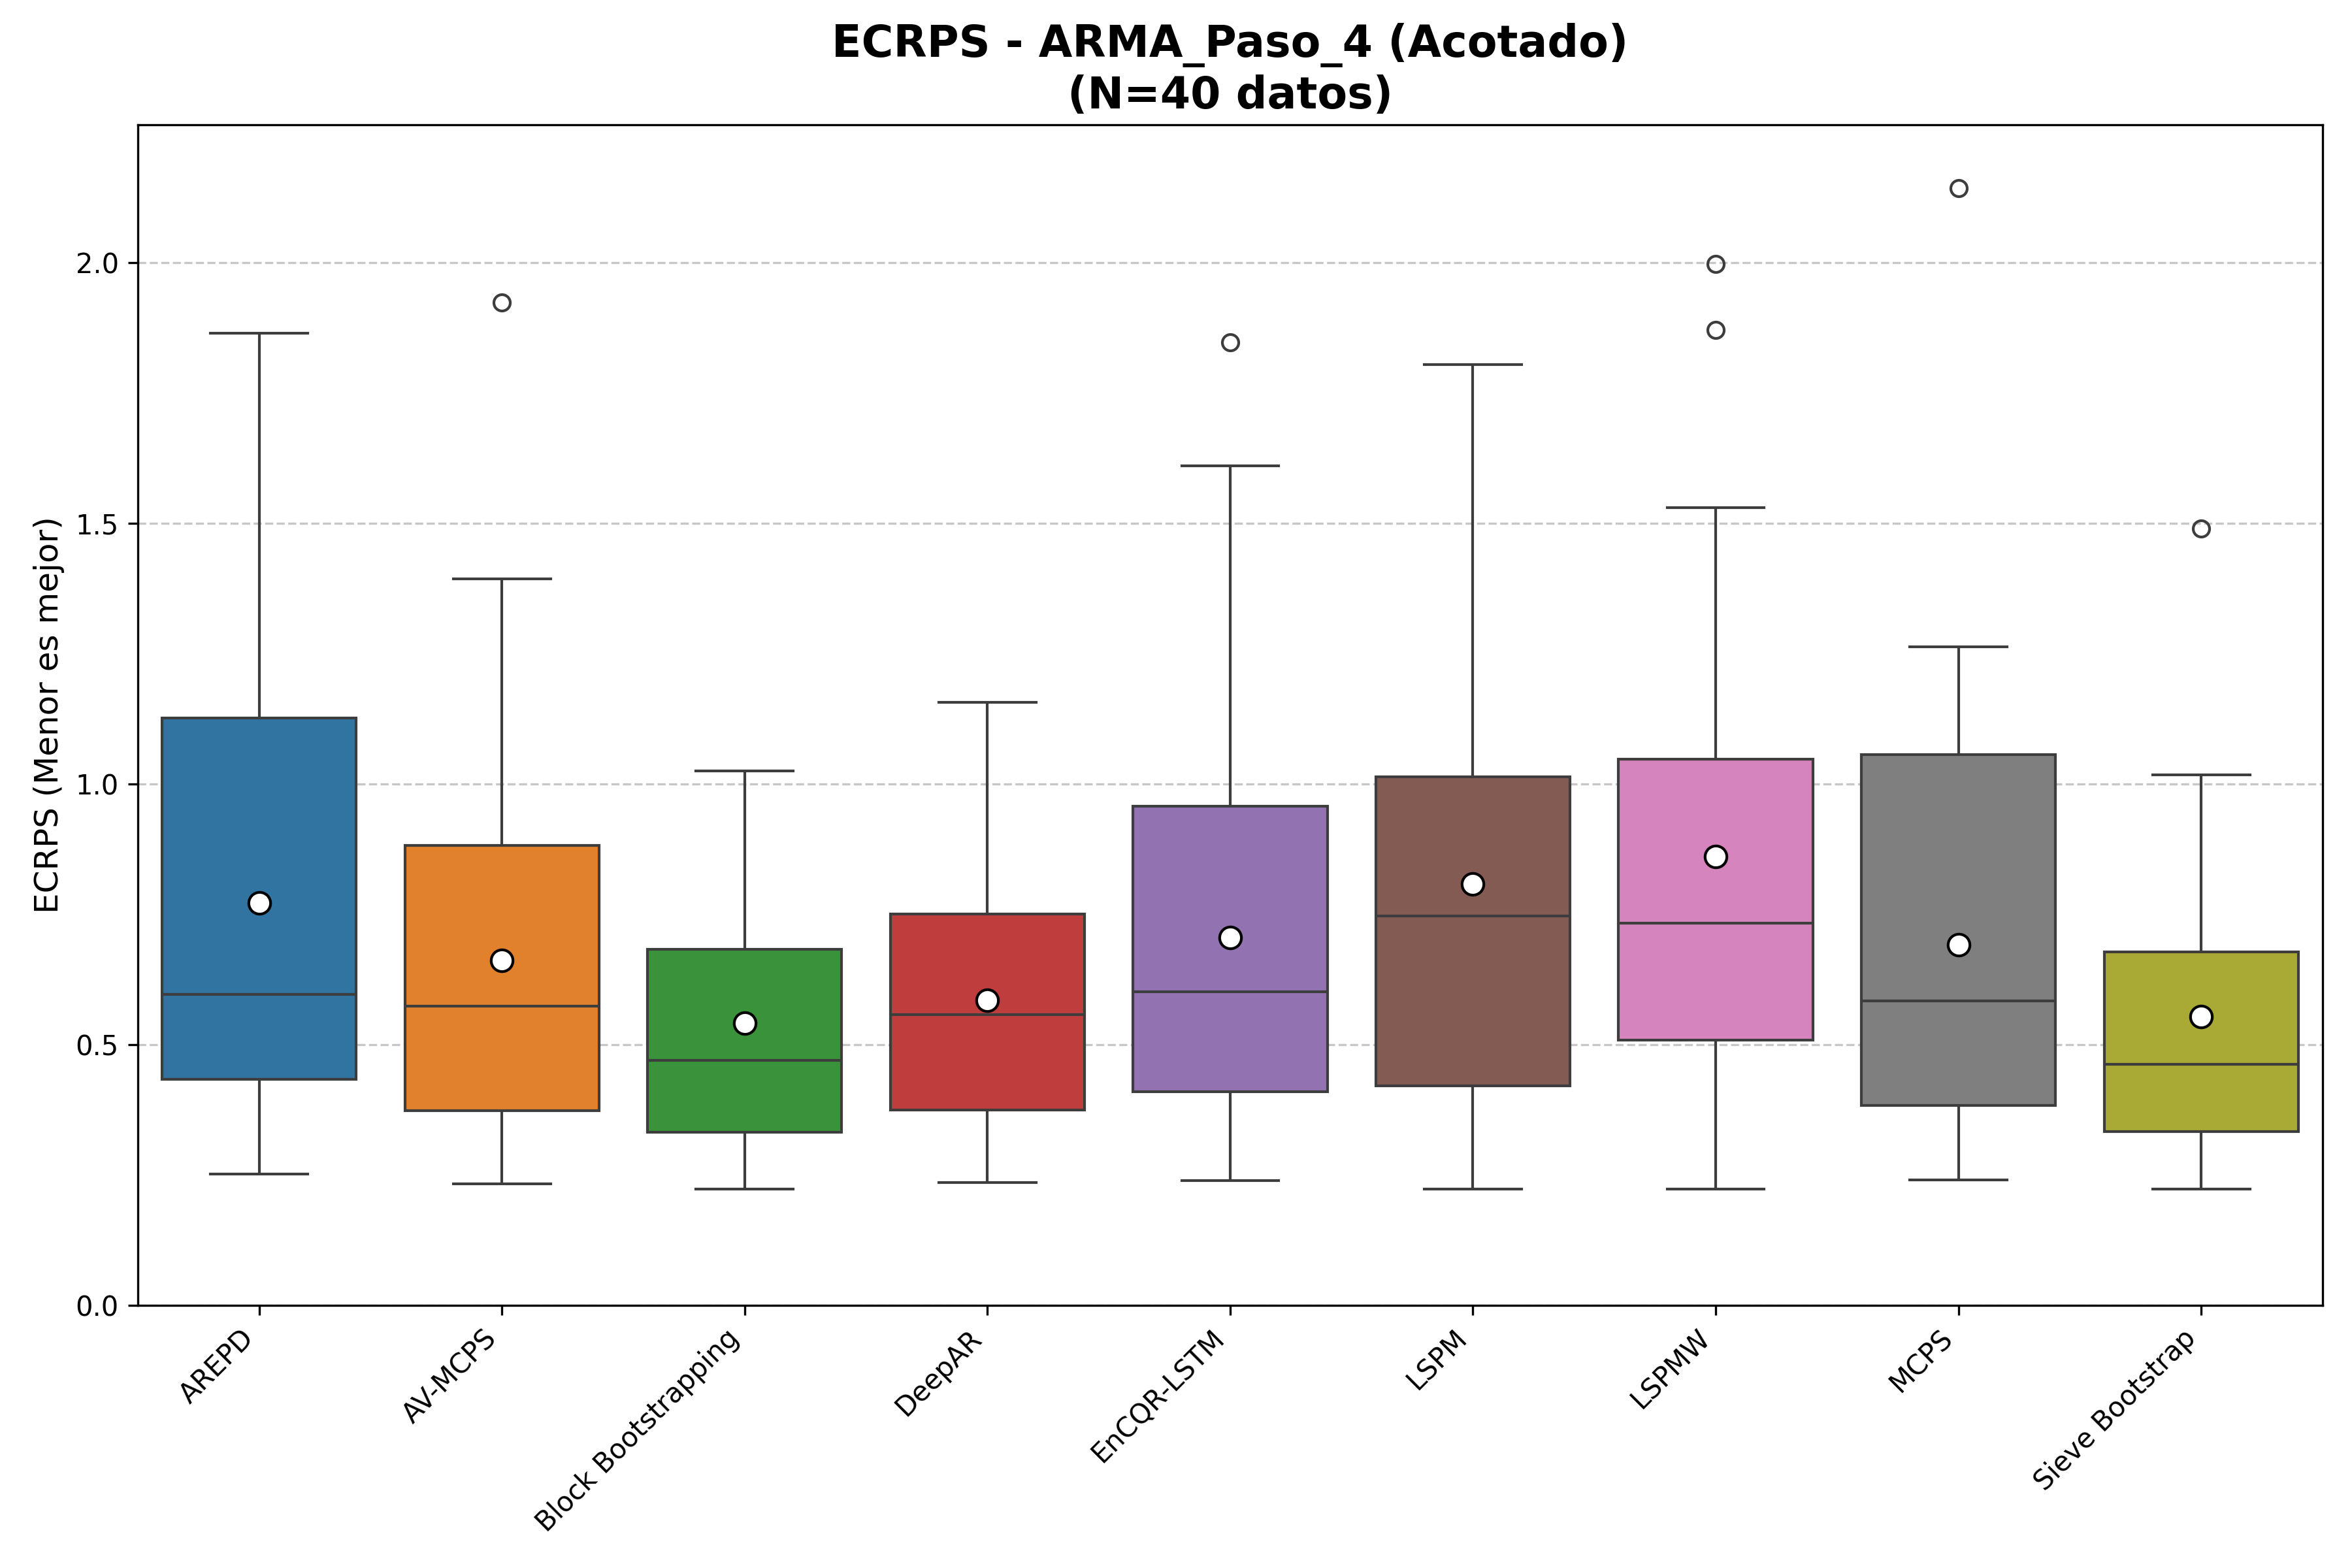 ECRPS - ARMA_Paso_4 (Acotado)
(N=40 datos)
ECRPS (Menor es mejor)
2.0
1.5
1.0
0.5
0.0
AREPD
AV-MCPS
Block Bootstrapping
DeepAR
EnCQR-LSTM
LSPM
LSPMW
MCPS
Sieve Bootstrap